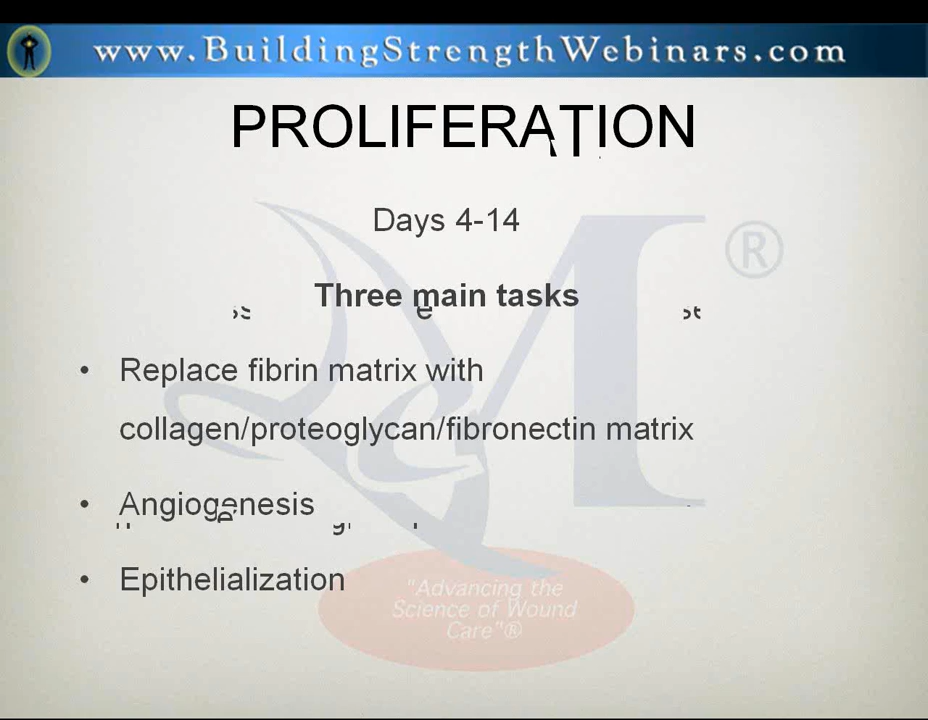 www.BuildingStrengthWebinars.com
PROLIFERATION
Days 4-14
Three main tasks
• Replace fibrin matrix with
collagen/proteoglycan/fibronectin matrix
• Angiogenesis
• Epithelialization
®
"Advancing the
Science of Wound
Care"®